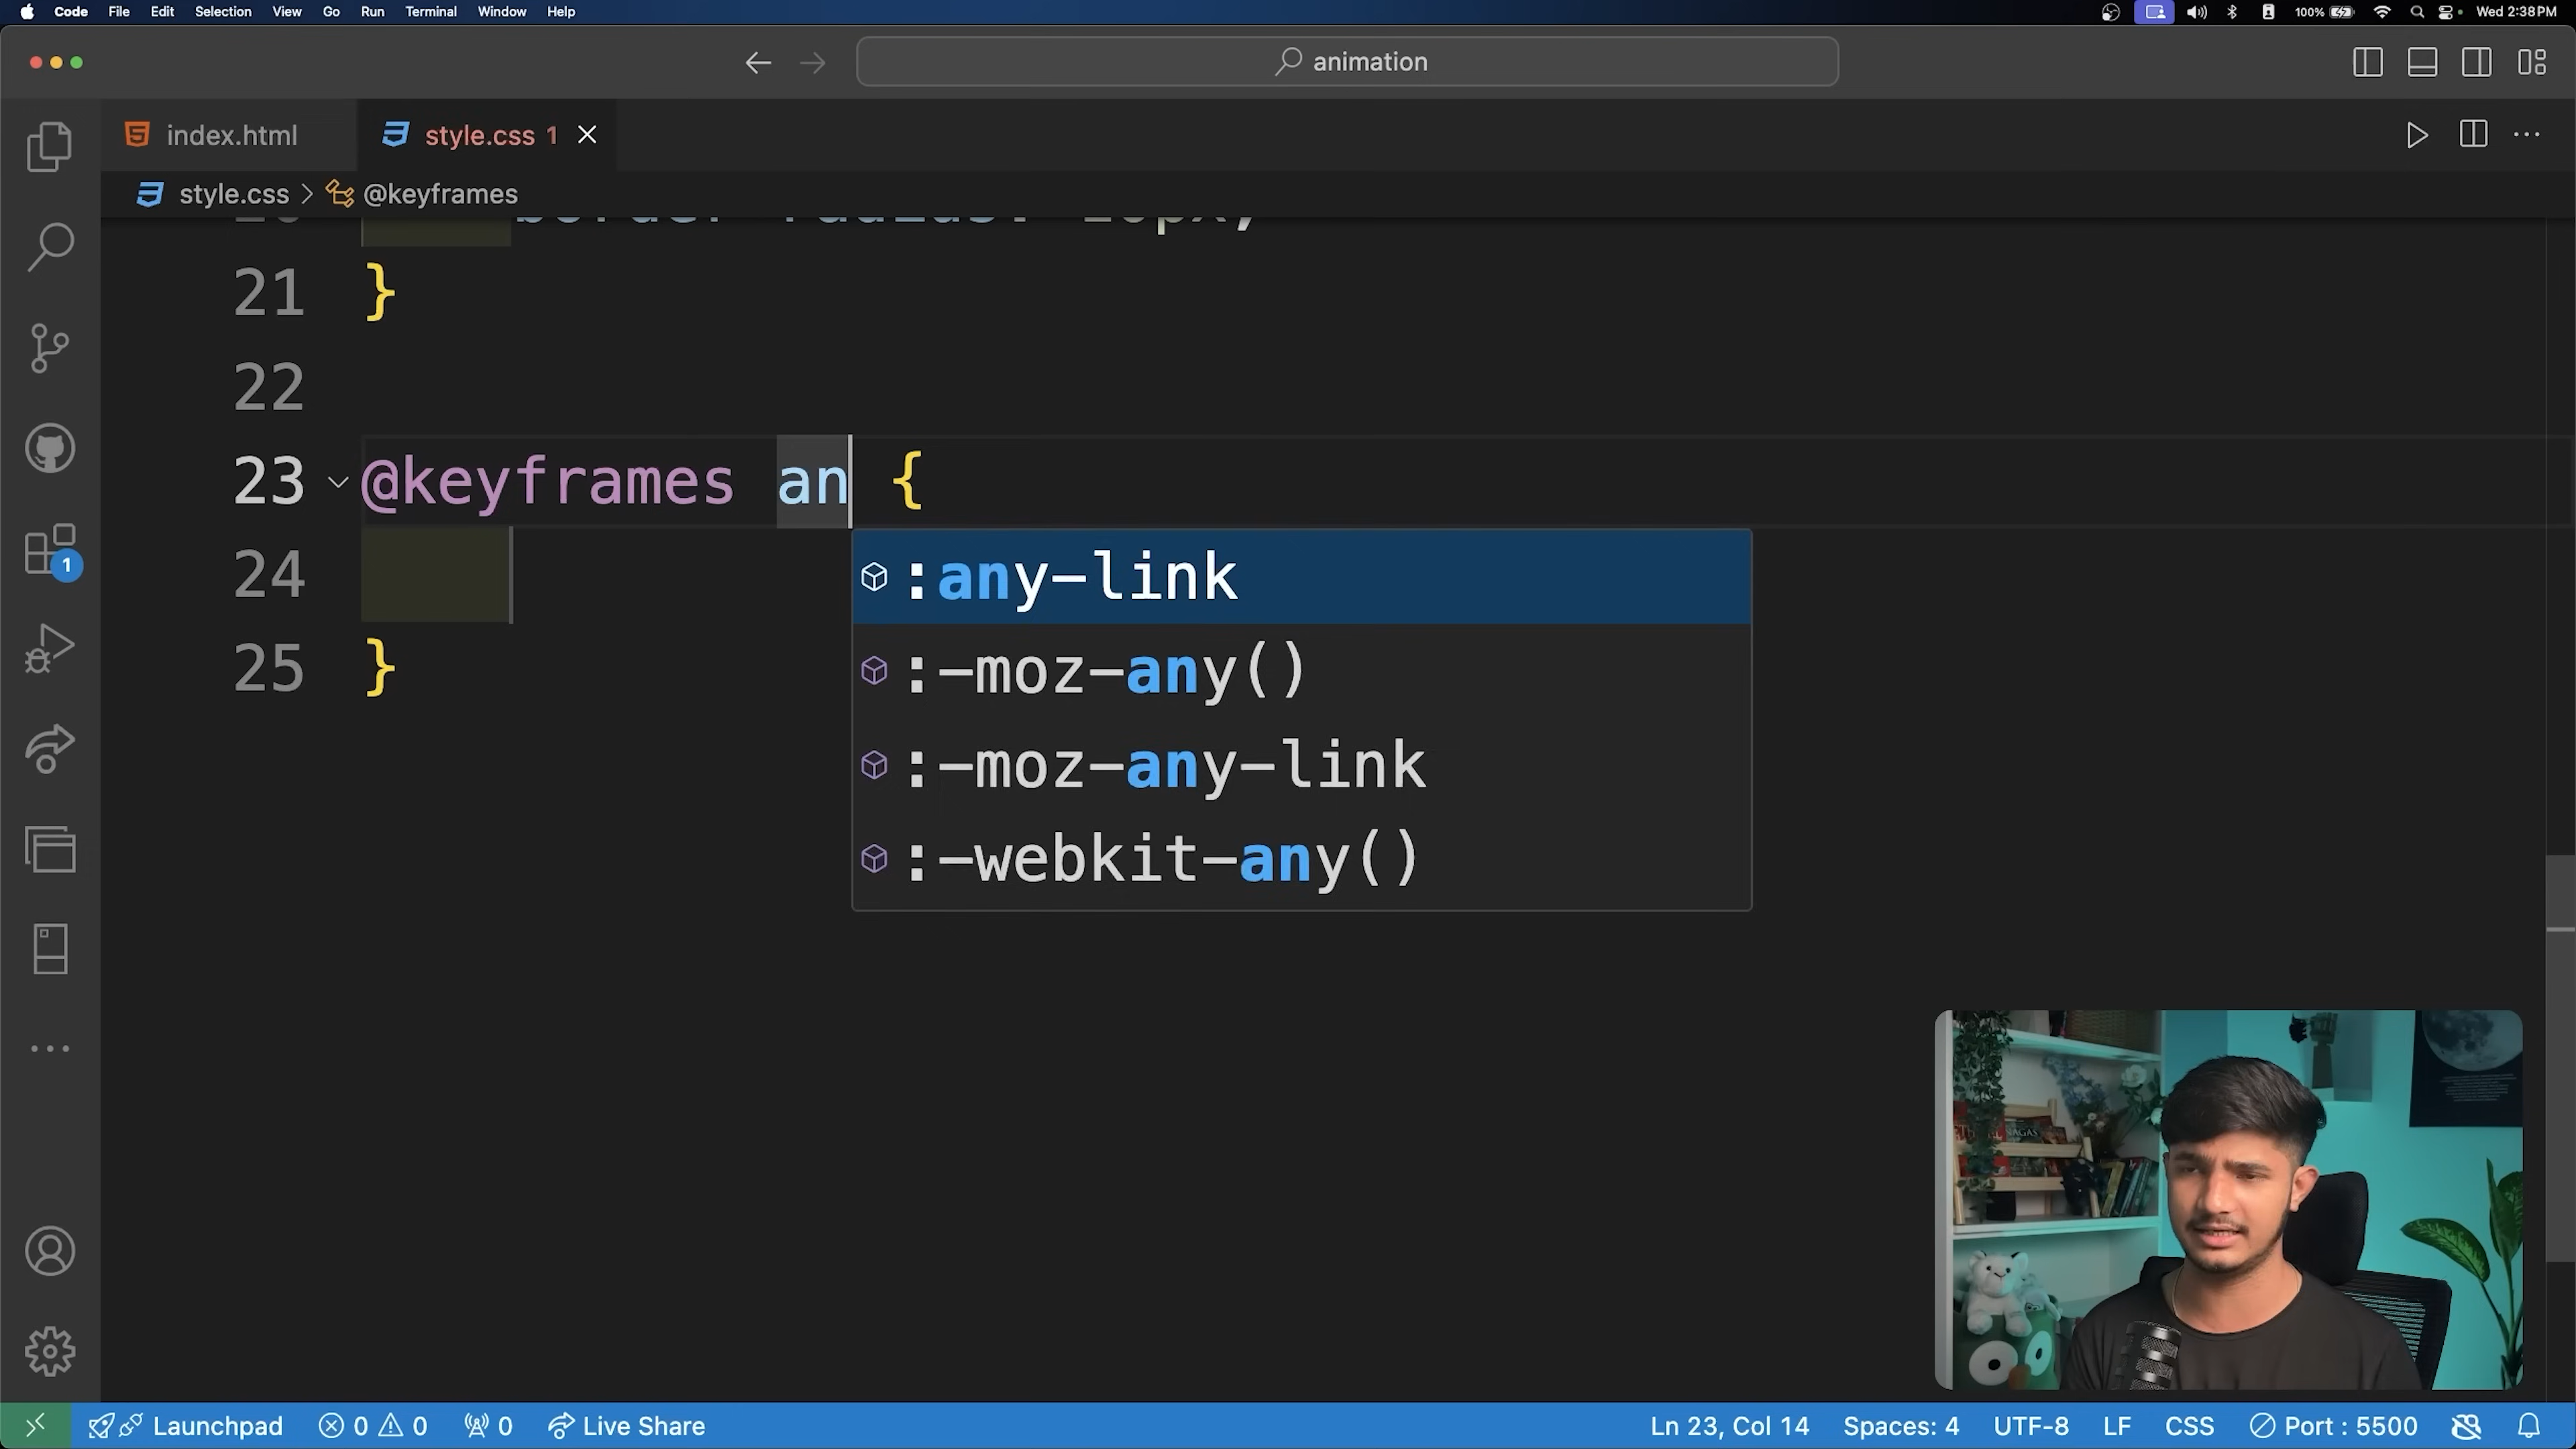 Code File Edit Selection View Go Run Terminal Window Help 100% Wed 2:38 PM
animation
index.html style.css 1
style.css > @keyframes
21 }
22
23 @keyframes an {
24
:any-link
25 }
:-moz-any()
:-moz-any-link
:-webkit-any()
1
Launchpad 0 0 0 Live Share Ln 23, Col 14 Spaces: 4 UTF-8 LF CSS Port : 5500